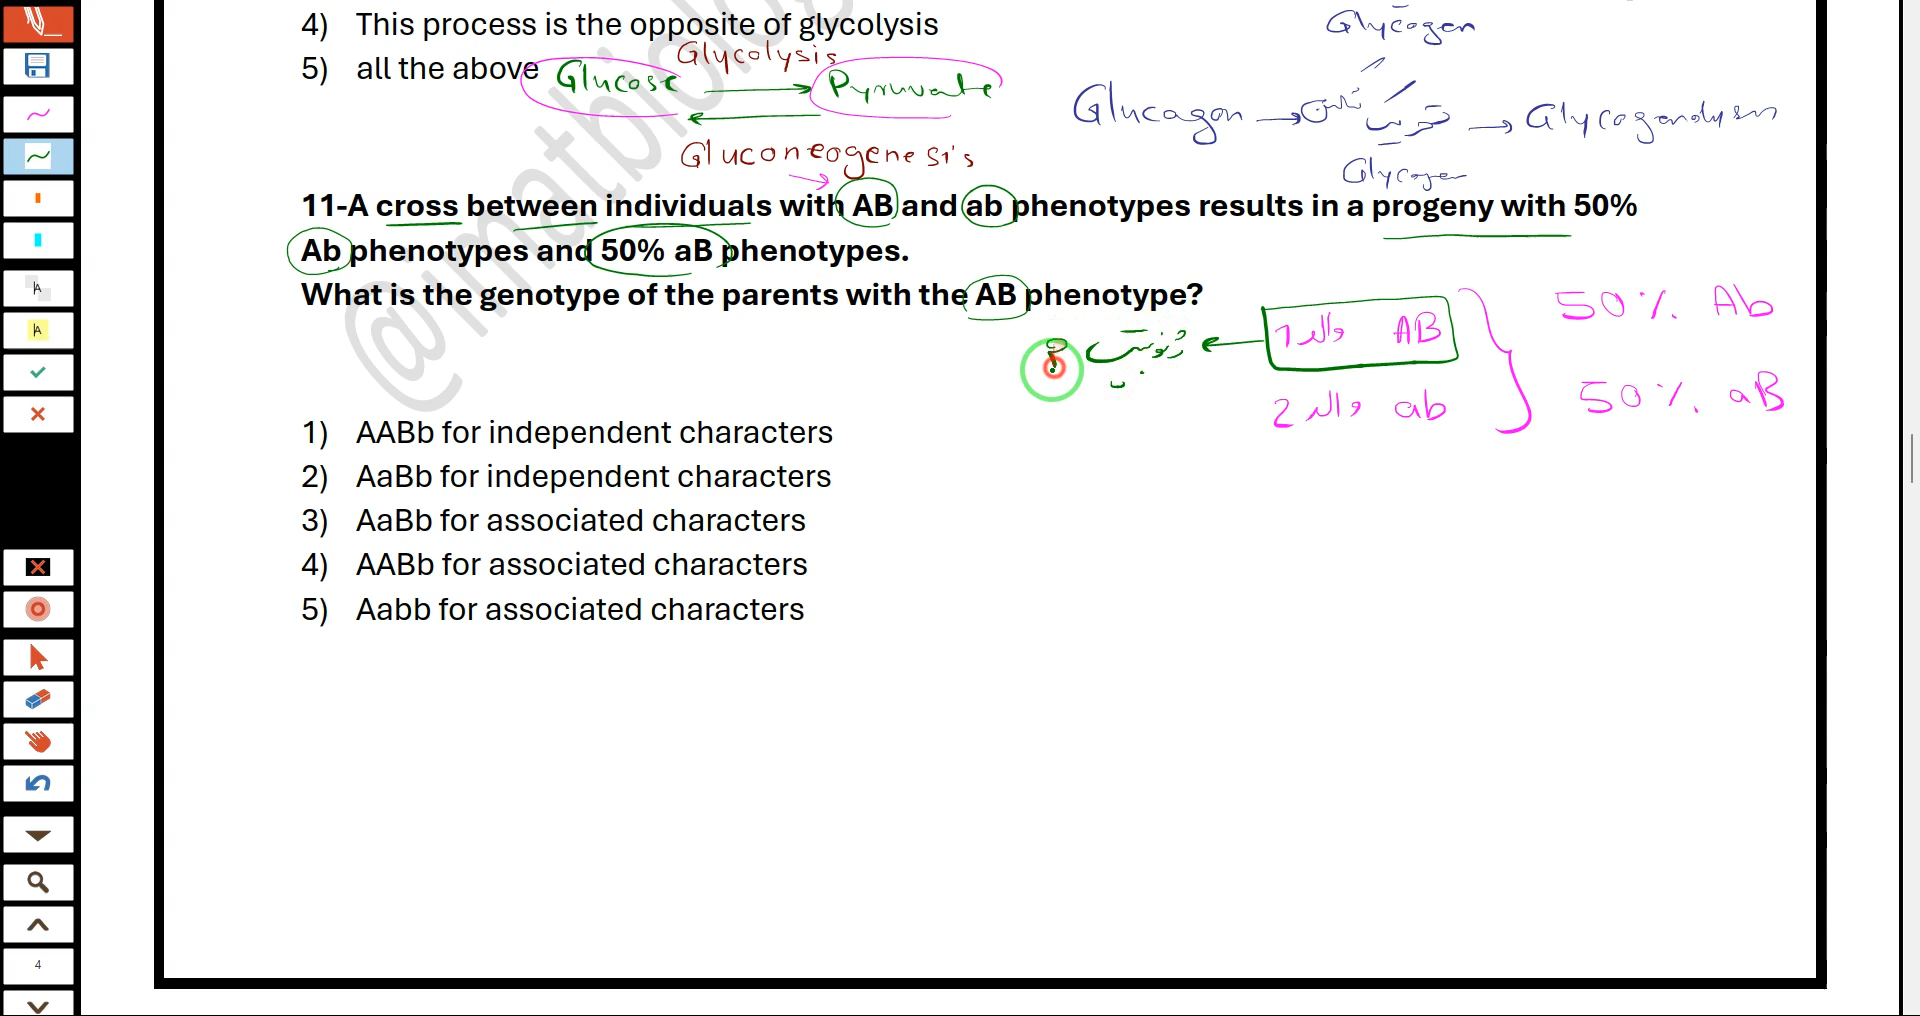 4) This process is the opposite of glycolysis
5) all the above
Glycolysis
Glucose
Pyruvate
Gluconeogenesis
Glycogen
Glucagon
تخریب
Glycogenolysis
Glycogen
@imatbiology
11-A cross between individuals with AB and ab phenotypes results in a progeny with 50%
Ab phenotypes and 50% aB phenotypes.
What is the genotype of the parents with the AB phenotype?
والد 1 AB
ژنوتیپ ؟
والد 2 ab
50% Ab
50% aB
1) AABb for independent characters
2) AaBb for independent characters
3) AaBb for associated characters
4) AABb for associated characters
5) Aabb for associated characters
A
A
4